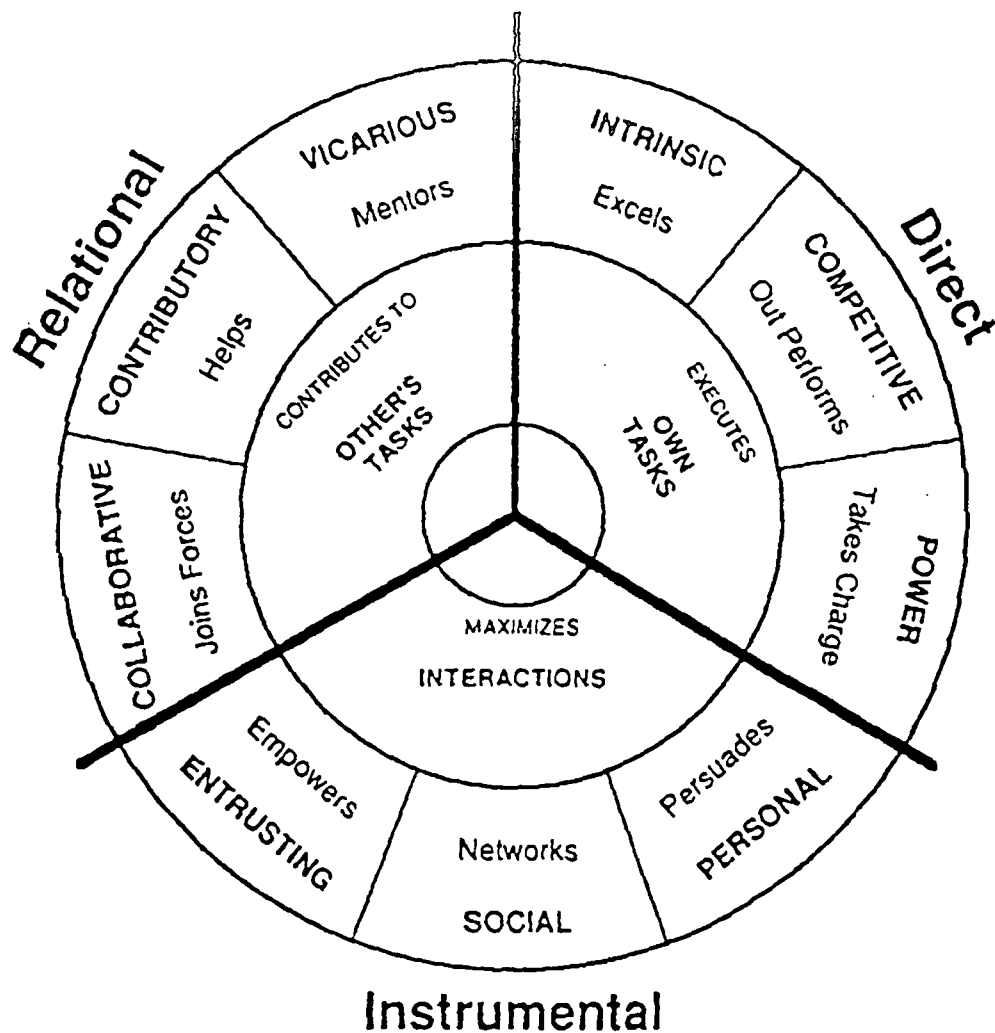 Relational
VICARIOUS
Mentors
CONTRIBUTORY
Helps
COLLABORATIVE
Joins Forces
CONTRIBUTES TO
OTHER'S
TASKS
Direct
INTRINSIC
Excels
COMPETITIVE
Out Performs
POWER
Takes Charge
EXECUTES
OWN
TASKS
MAXIMIZES
INTERACTIONS
Empowers
ENTRUSTING
Networks
SOCIAL
Persuades
PERSONAL
Instrumental